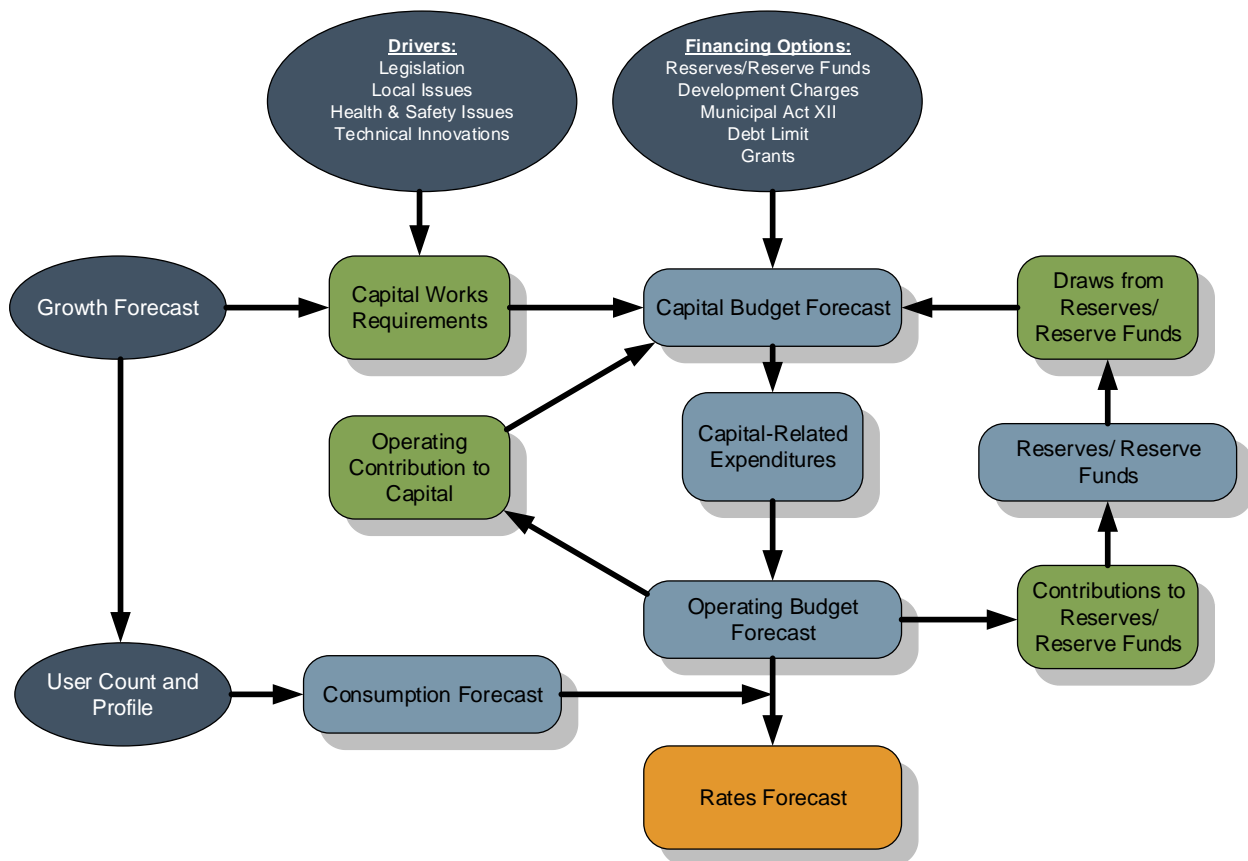 Drivers:
Legislation
Local Issues
Health & Safety Issues
Technical Innovations
Financing Options:
Reserves/Reserve Funds
Development Charges
Municipal Act XII
Debt Limit
Grants
Growth Forecast
Capital Works
Requirements
Capital Budget Forecast
Draws from
Reserves/
Reserve Funds
Operating
Contribution to
Capital
Capital-Related
Expenditures
Reserves/ Reserve
Funds
Operating Budget
Forecast
Contributions to
Reserves/
Reserve Funds
User Count and
Profile
Consumption Forecast
Rates Forecast